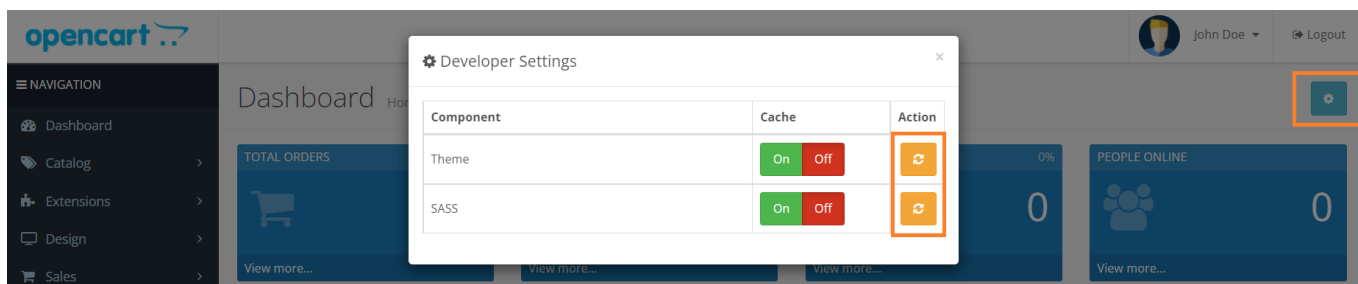 opencart
John Doe
Logout
Developer Settings
×
NAVIGATION
Dashboard
Component
Cache
Action
Dashboard
Catalog
Extensions
Design
Sales
TOTAL ORDERS
Theme
On
Off
0%
PEOPLE ONLINE
SASS
On
Off
0
0
View more...
View more...
View more...
View more...